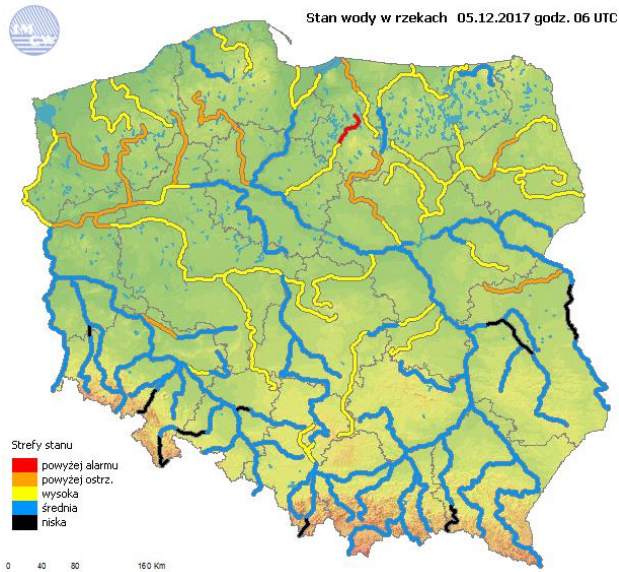 Stan wody w rzekach 05.12.2017 godz. 06 UTC
Strefy stanu
powyżej alarmu
powyżej ostrz.
wysoka
średnia
niska
0 40 80 160 Km